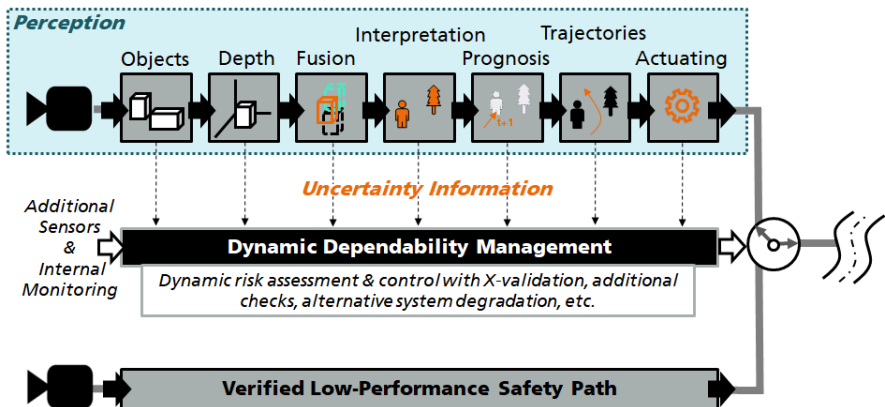 Perception
Interpretation
Trajectories
Objects
Depth
Fusion
Prognosis
Actuating
t+1
Uncertainty Information
Additional
Sensors
&
Internal
Monitoring
Dynamic Dependability Management
Dynamic risk assessment & control with X-validation, additional
checks, alternative system degradation, etc.
Verified Low-Performance Safety Path